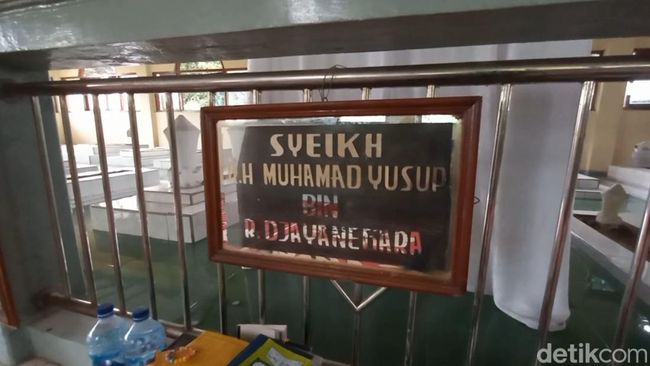 SYEIKH
H MUHAMAD YUSUP
BIN
R. DJAYANEGARA
detikcom